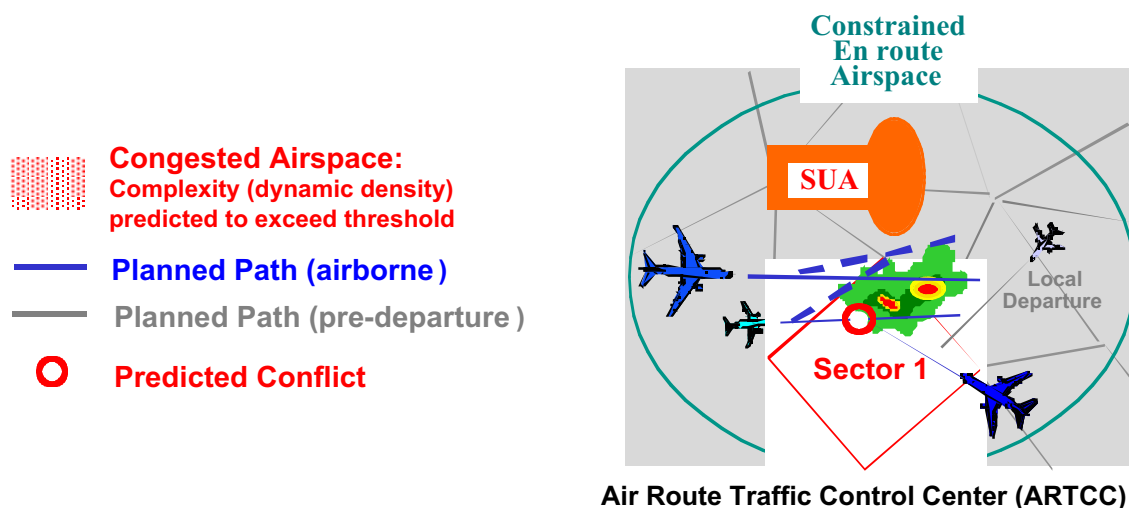 Constrained
En route
Airspace
Congested Airspace:
Complexity (dynamic density)
predicted to exceed threshold
SUA
Planned Path (airborne)
Local
Departure
Planned Path (pre-departure)
Predicted Conflict
Sector 1
Air Route Traffic Control Center (ARTCC)